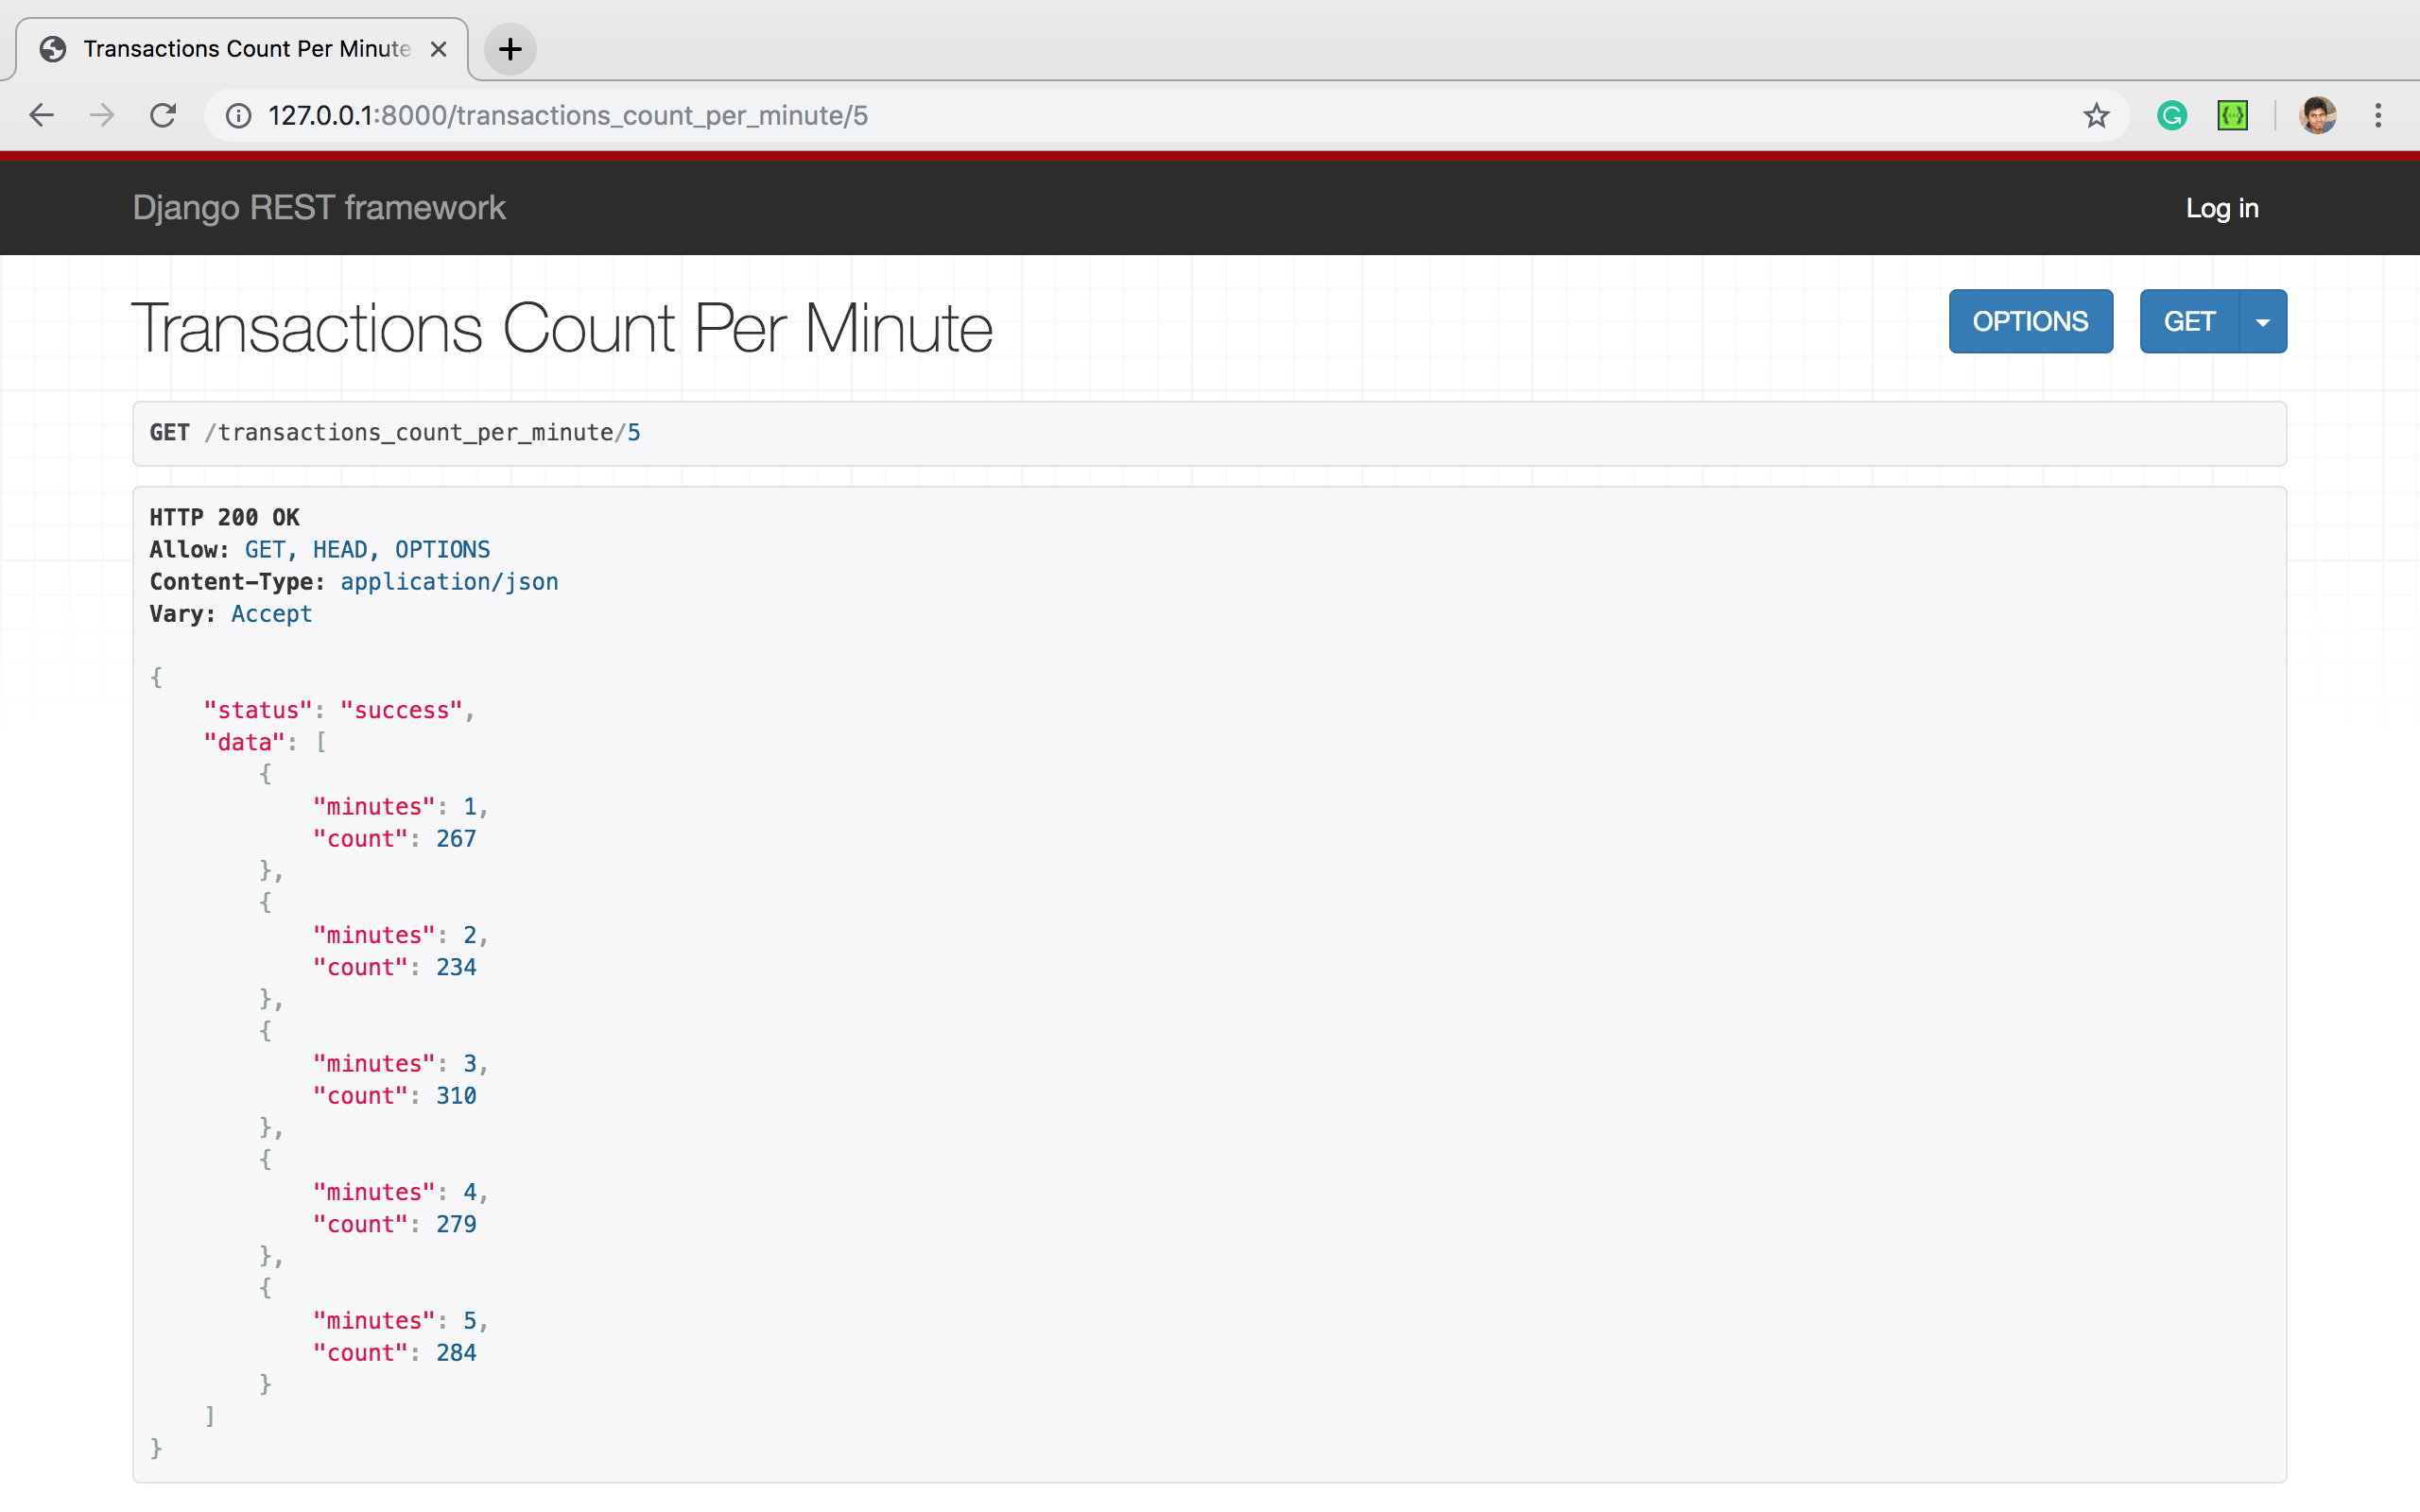 Transactions Count Per Minute
127.0.0.1:8000/transactions_count_per_minute/5
Django REST framework
Log in
Transactions Count Per Minute
OPTIONS
GET
GET /transactions_count_per_minute/5
HTTP 200 OK
Allow: GET, HEAD, OPTIONS
Content-Type: application/json
Vary: Accept
{
"status": "success",
"data": [
{
"minutes": 1,
"count": 267
},
{
"minutes": 2,
"count": 234
},
{
"minutes": 3,
"count": 310
},
{
"minutes": 4,
"count": 279
},
{
"minutes": 5,
"count": 284
}
]
}